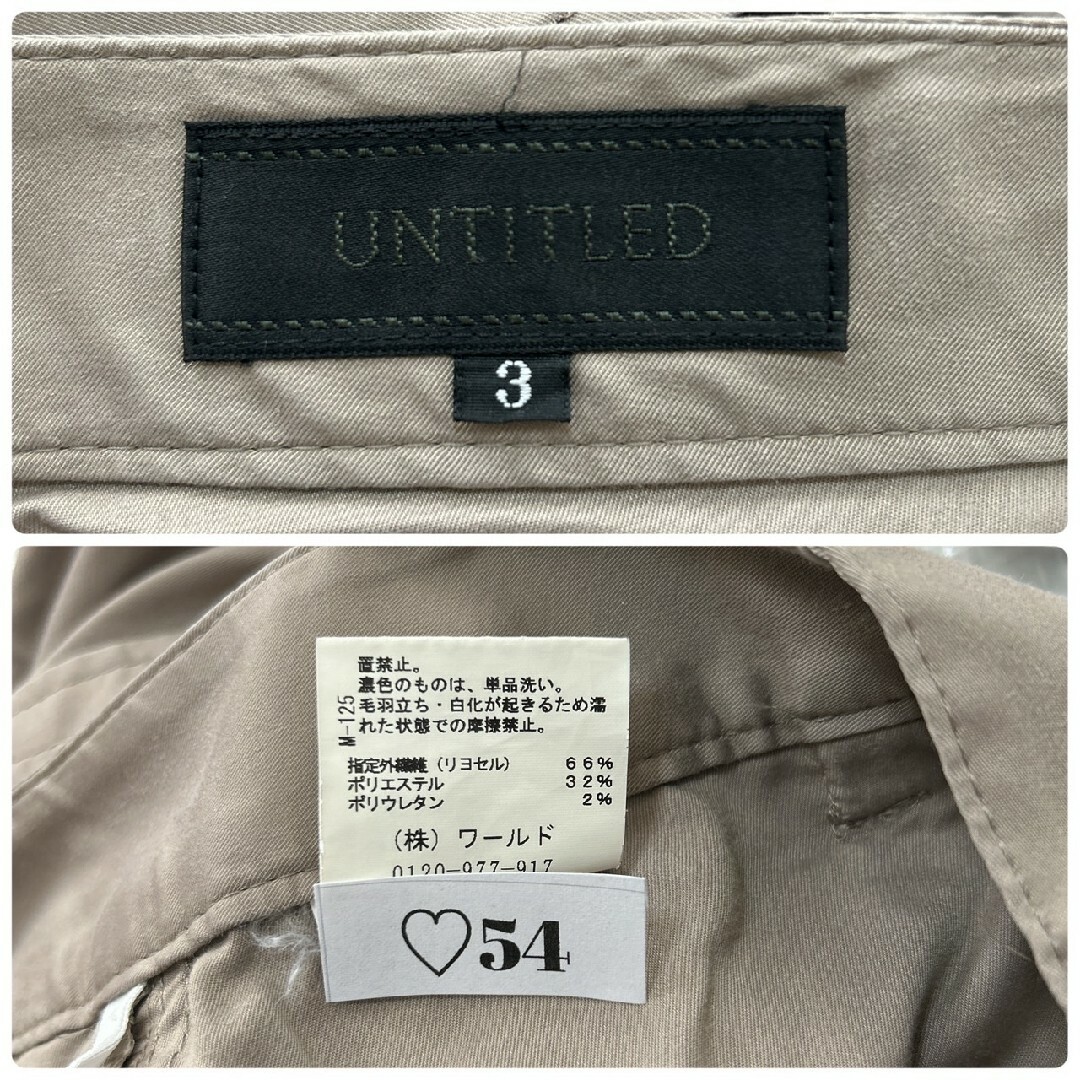 UNTITLED
3
置禁止。
濃色のものは、単品洗い。
毛羽立ち・白化が起きるため濡
れた状態での摩擦禁止。
M-125
指定外繊維（リヨセル） 66%
ポリエステル 32%
ポリウレタン 2%
（株）ワールド
0120-977-917
♡54